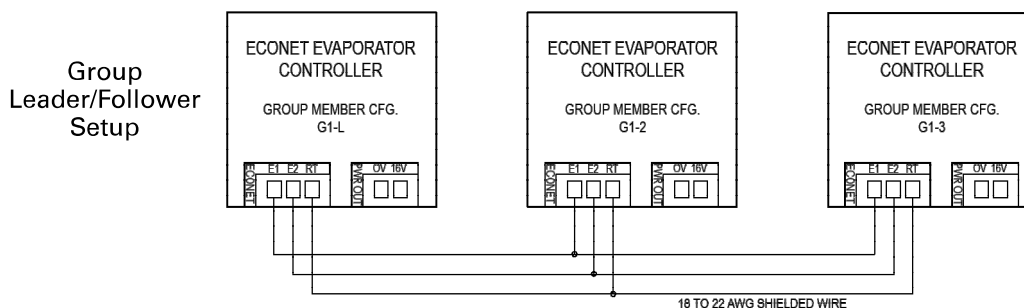 Group
Leader/Follower
Setup
ECONET EVAPORATOR
CONTROLLER
GROUP MEMBER CFG.
G1-L
ECONET
E1 E2 RT
PWR OUT
OV 16V
ECONET EVAPORATOR
CONTROLLER
GROUP MEMBER CFG.
G1-2
ECONET
E1 E2 RT
PWR OUT
OV 16V
ECONET EVAPORATOR
CONTROLLER
GROUP MEMBER CFG.
G1-3
ECONET
E1 E2 RT
PWR OUT
OV 16V
18 TO 22 AWG SHIELDED WIRE